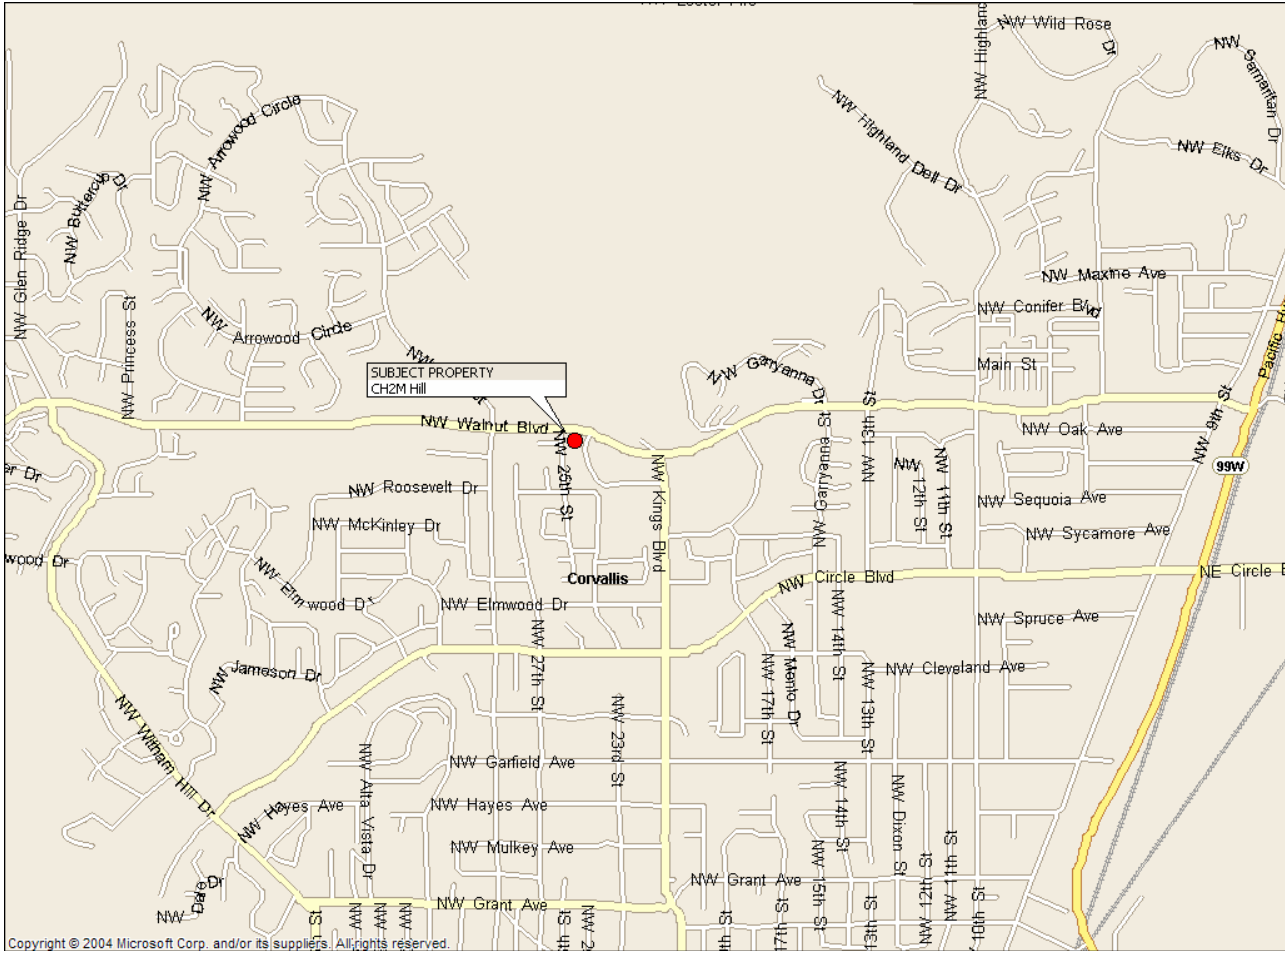 NW Wild Rose
Dr
NW Highland
NW Samaritan Dr
NW Elks Dr
NW Highland Dell Dr
NW Arrowood Circle
NW Buttercup Dr
NW Glen Ridge Dr
NW Princess St
NW Arrowood Circle
NW Maxine Ave
NW Conifer Blvd
Main St
NW Garryanna Dr
SUBJECT PROPERTY
CH2M Hill
NW Walnut Blvd
NW 13th St
NW Oak Ave
NW 9th St
99W
NW 25th St
NW Kings Blvd
NW Garryanna St
NW 12th St
NW 11th St
NW Roosevelt Dr
NW McKinley Dr
NW Sequoia Ave
NW Sycamore Ave
wood Dr
NW Elm
wood Dr
Corvallis
NW Circle Blvd
NE Circle
NW Elmwood Dr
NW Spruce Ave
NW 27th St
NW 14th St
NW Menlo Dr
NW 17th St
NW 13th St
NW Cleveland Ave
NW Jameson Dr
NW Witham Hill Dr
NW 23rd St
NW Garfield Ave
NW Alta Vista Dr
NW Hayes Ave
NW Hayes Ave
NW 14th St
NW Dixon St
NW Mulkey Ave
NW 15th St
NW 12th St
NW 11th St
NW Grant Ave
NW Grant Ave
10th St
13th St
17th St
Copyright © 2004 Microsoft Corp. and/or its suppliers. All rights reserved.